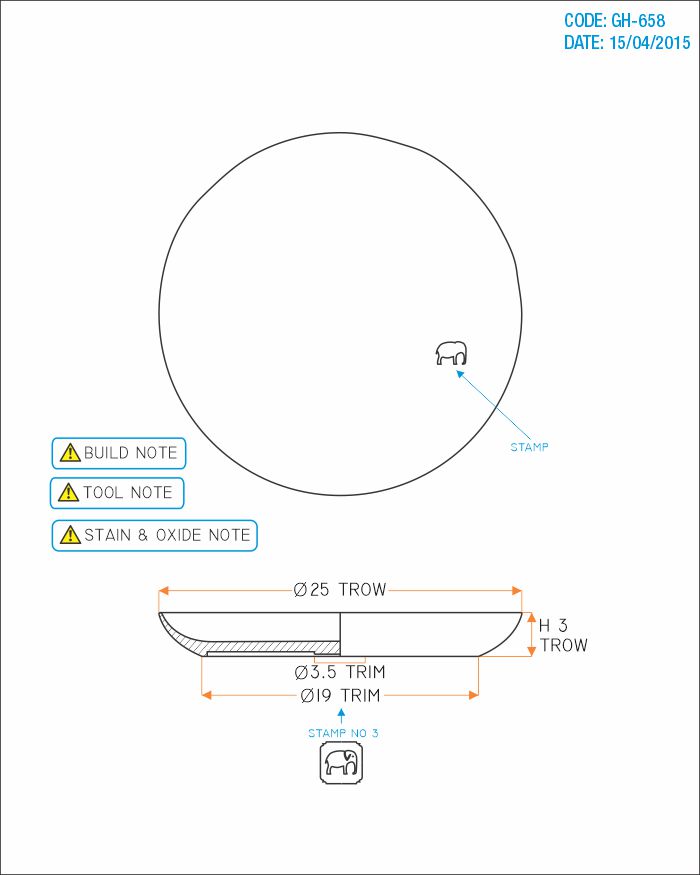 CODE: GH-658
DATE: 15/04/2015
STAMP
BUILD NOTE
TOOL NOTE
STAIN & OXIDE NOTE
Ø25 TROW
H 3
TROW
Ø3.5 TRIM
Ø19 TRIM
STAMP NO 3